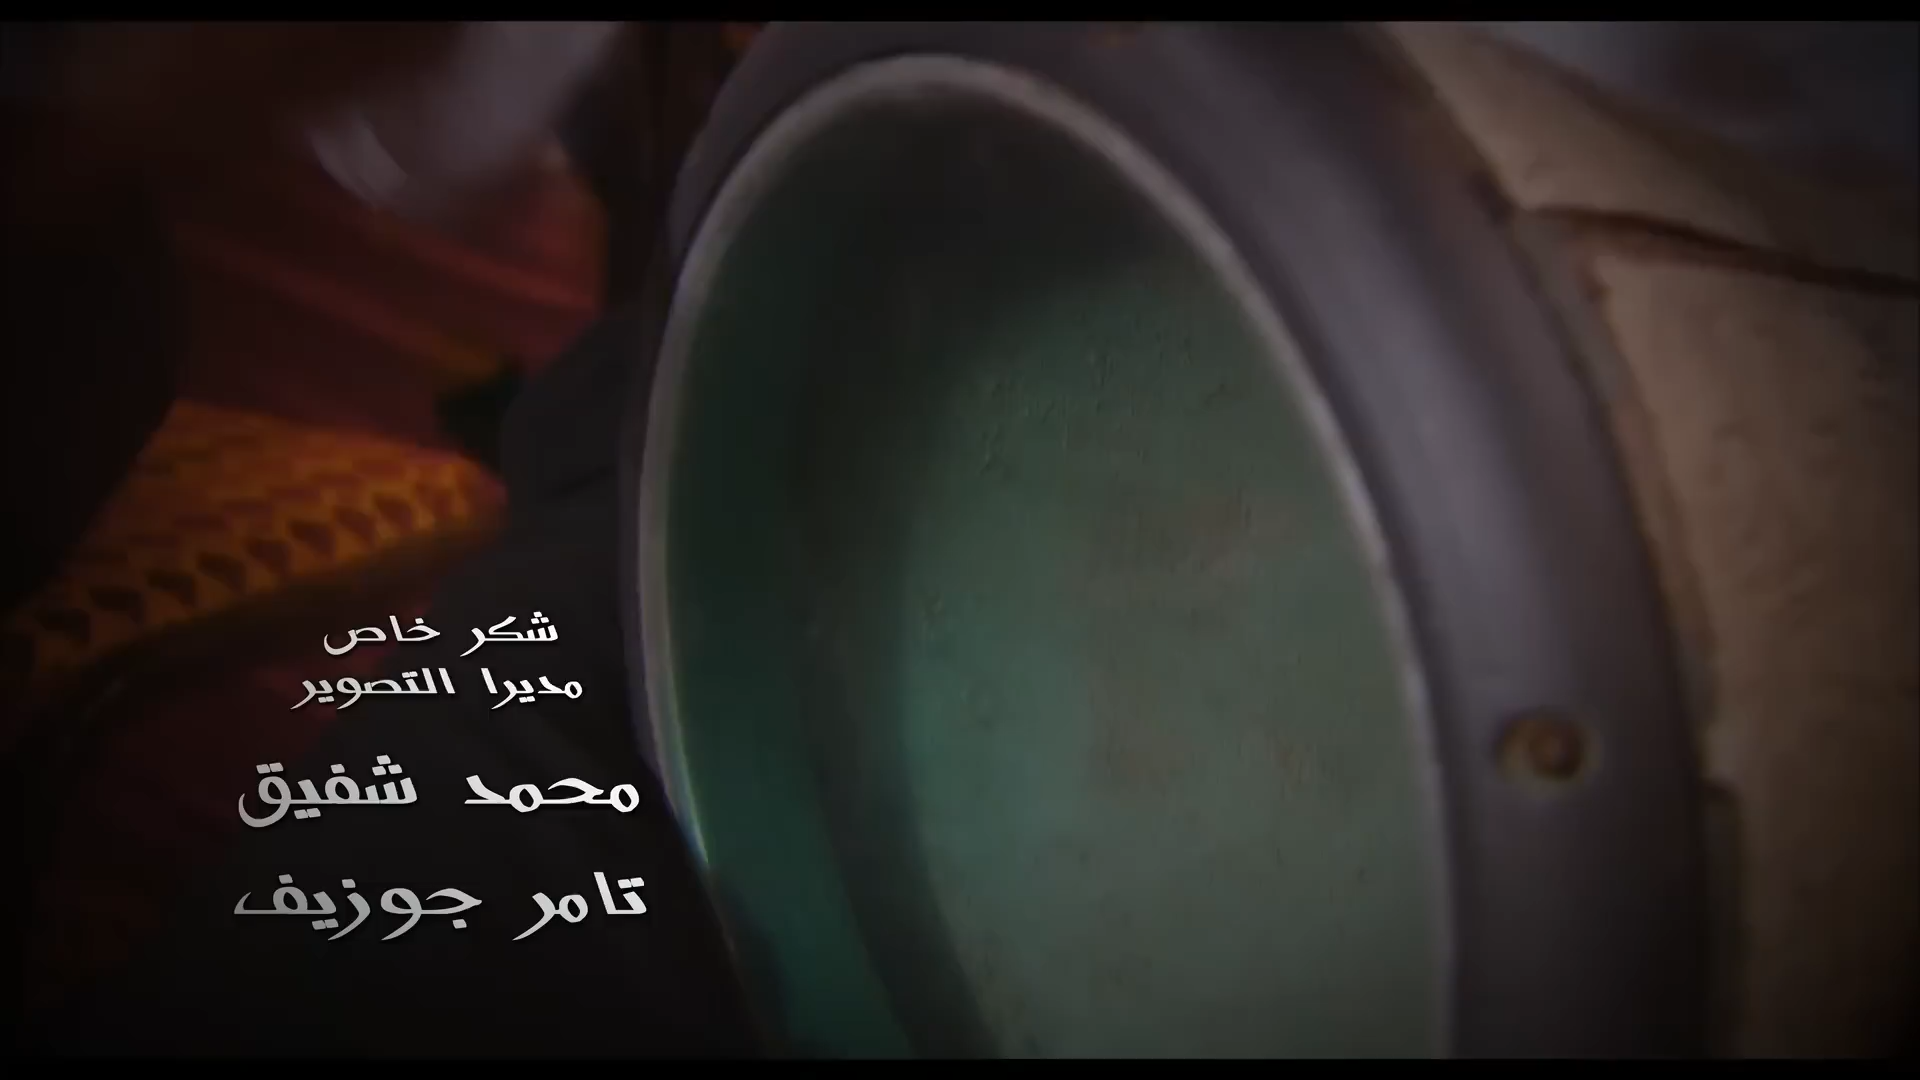 شكر خاص
مديرا التصوير
محمد شفيق
تامر جوزيف